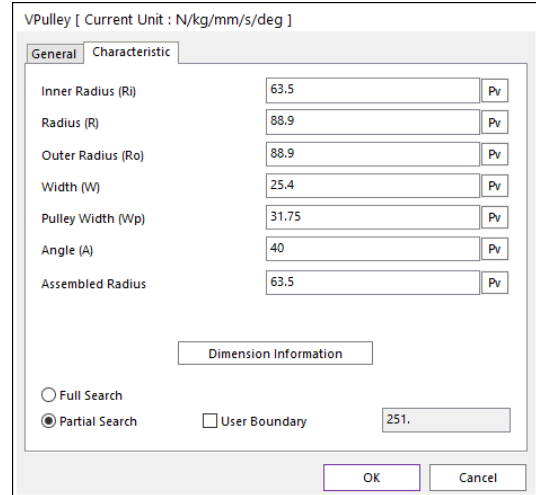 VPulley [ Current Unit : N/kg/mm/s/deg ]
General Characteristic
Inner Radius (Ri) 63.5 Pv
Radius (R) 88.9 Pv
Outer Radius (Ro) 88.9 Pv
Width (W) 25.4 Pv
Pulley Width (Wp) 31.75 Pv
Angle (A) 40 Pv
Assembled Radius 63.5 Pv
Dimension Information
Full Search
Partial Search User Boundary 251.
OK Cancel